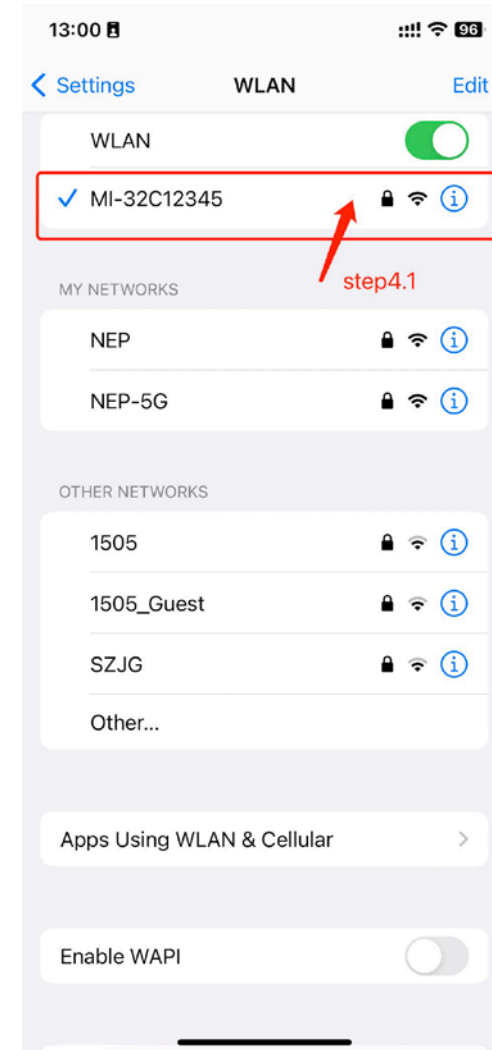 13:00 96
Settings WLAN Edit
WLAN
MI-32C12345
step4.1
MY NETWORKS
NEP
NEP-5G
OTHER NETWORKS
1505
1505_Guest
SZJG
Other...
Apps Using WLAN & Cellular
Enable WAPI